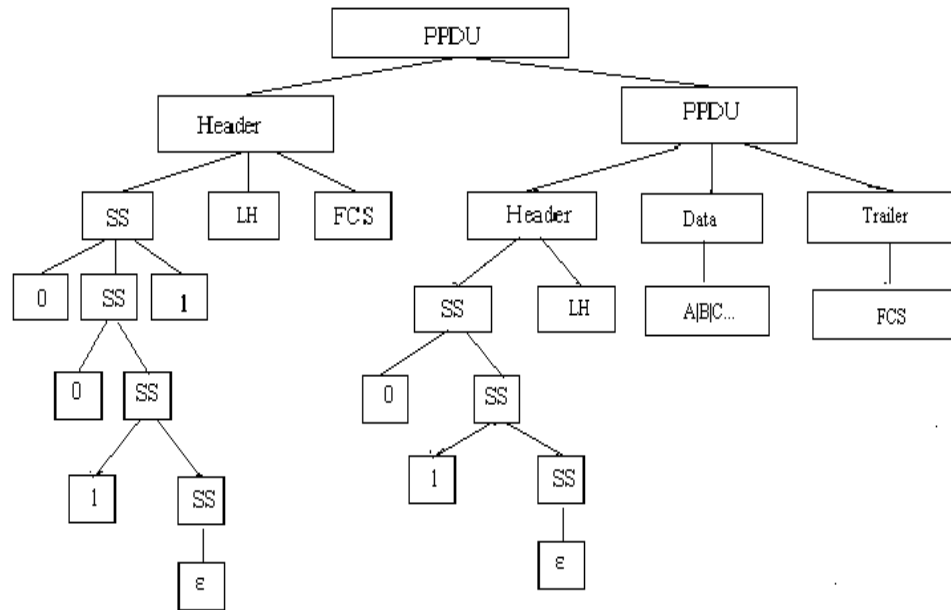 PPDU
Header PPDU
SS LH FCS Header Data Trailer
0 SS 1 SS LH A|B|C... FCS
0 SS 0 SS
1 SS 1 SS
ε ε